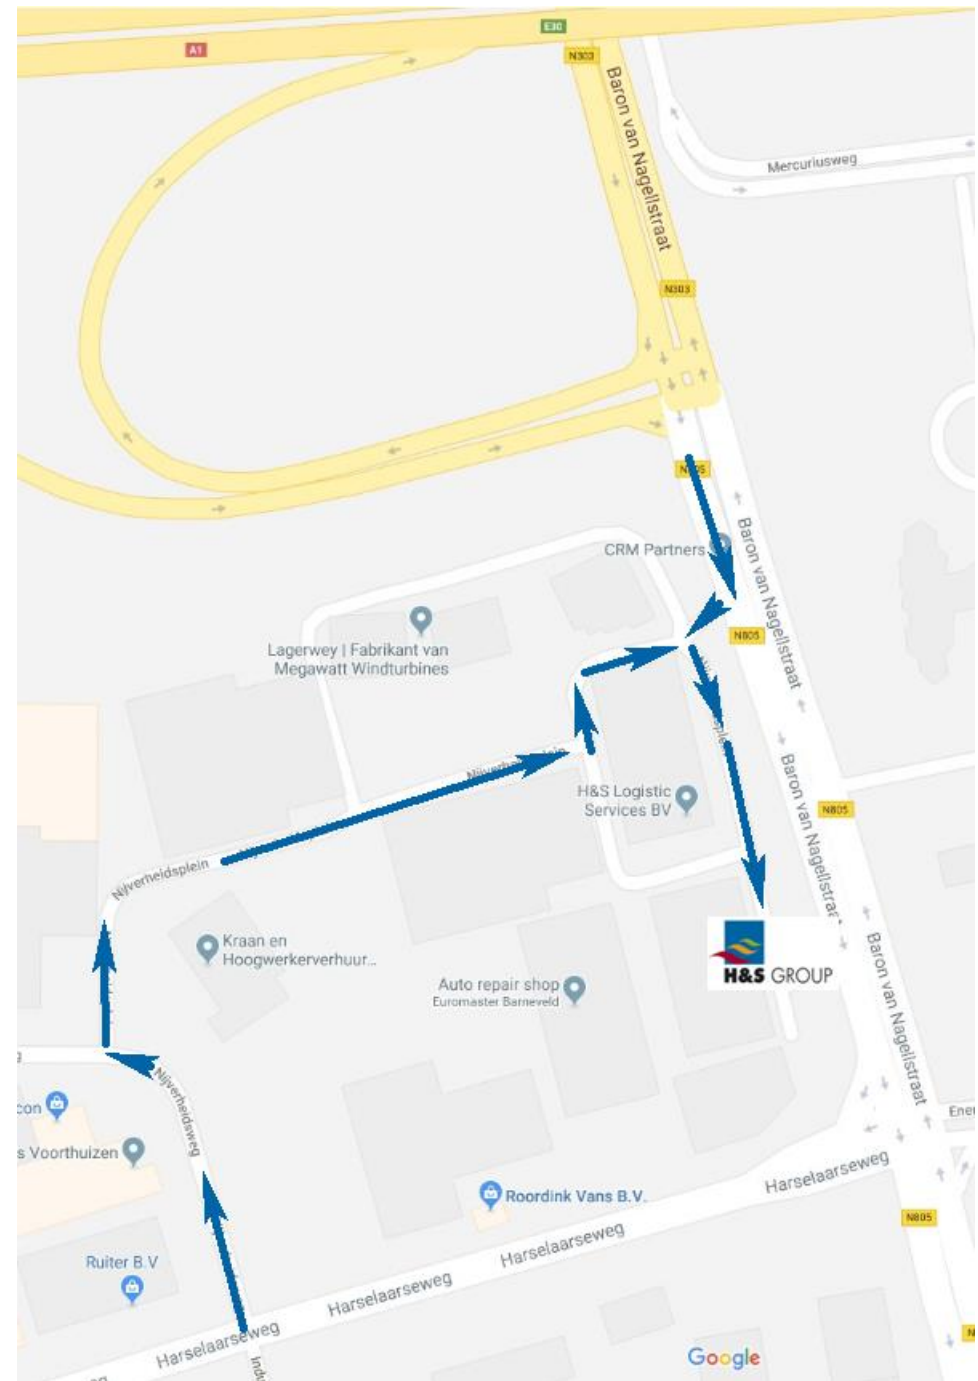 E30
A1
N303
Baron van Nagellstraat
Mercuriusweg
N303
CRM Partners
Baron van Nagellstraat
N805
Lagerwey | Fabrikant van
Megawatt Windturbines
H&S Logistic
Services BV
Baron van Nagellstraat
N805
Nijverheidsplein
Kraan en
Hoogwerkerverhuur...
H&S GROUP
Auto repair shop
Euromaster Barneveld
Baron van Nagellstraat
Nijverheidsweg
s Voorthuizen
Harselaarseweg
Roordink Vans B.V.
N805
Harselaarseweg
Ruiter B.V
Harselaarseweg
Harselaarseweg
Google